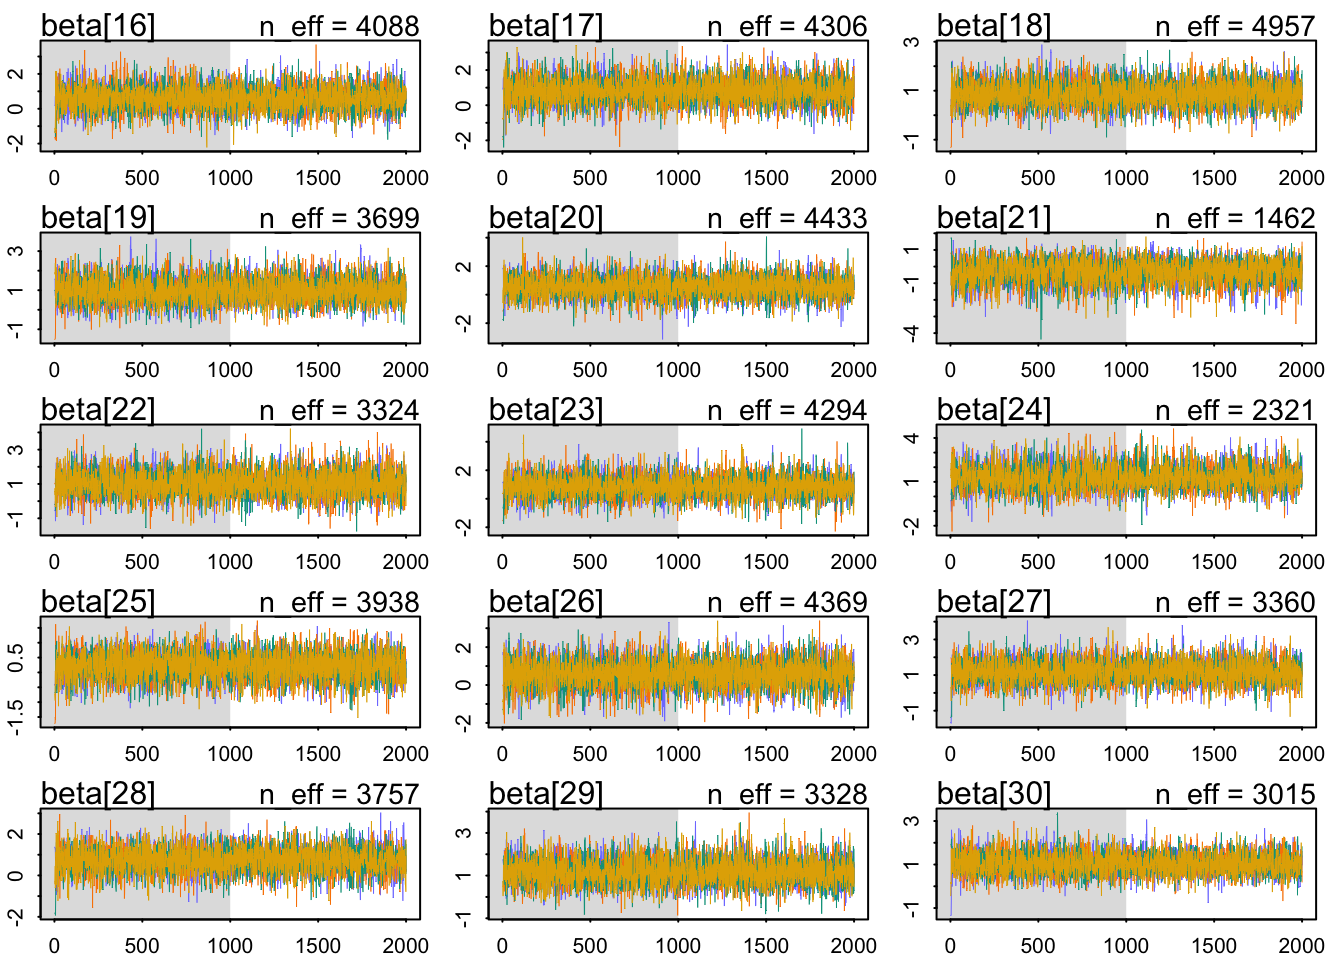 beta[16] n_eff = 4088 beta[17] n_eff = 4306 beta[18] n_eff = 4957
2 0 -2 2 0 -2 3 1 -1
0 500 1000 1500 2000 0 500 1000 1500 2000 0 500 1000 1500 2000
beta[19] n_eff = 3699 beta[20] n_eff = 4433 beta[21] n_eff = 1462
3 1 -1 2 -2 1 -1 -4
0 500 1000 1500 2000 0 500 1000 1500 2000 0 500 1000 1500 2000
beta[22] n_eff = 3324 beta[23] n_eff = 4294 beta[24] n_eff = 2321
3 1 -1 2 -2 4 1 -2
0 500 1000 1500 2000 0 500 1000 1500 2000 0 500 1000 1500 2000
beta[25] n_eff = 3938 beta[26] n_eff = 4369 beta[27] n_eff = 3360
0.5 -1.5 2 0 -2 3 1 -1
0 500 1000 1500 2000 0 500 1000 1500 2000 0 500 1000 1500 2000
beta[28] n_eff = 3757 beta[29] n_eff = 3328 beta[30] n_eff = 3015
2 0 -2 3 1 -1 3 1 -1
0 500 1000 1500 2000 0 500 1000 1500 2000 0 500 1000 1500 2000